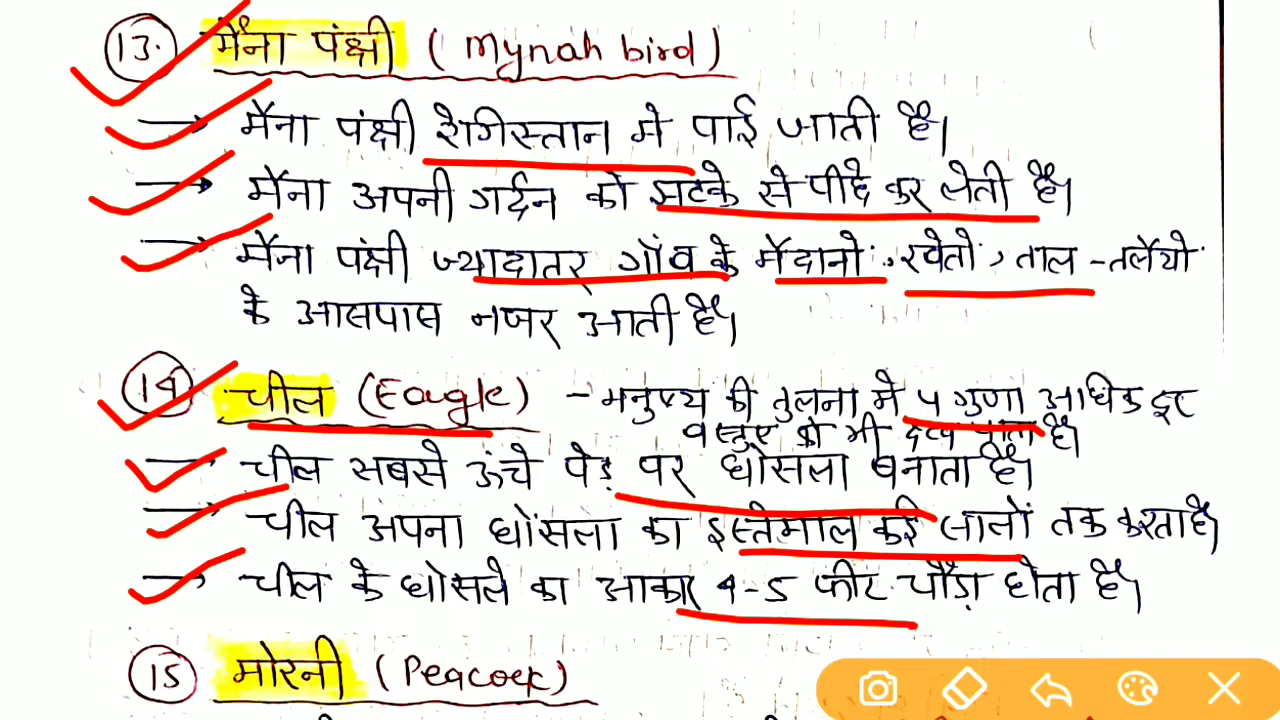 13. मैना पंक्षी (Mynah bird)
→ मैना पंक्षी रेगिस्तान मे पाई जाती है।
→ मैना अपनी गर्दन को झटके से पीछे कर लेती है।
→ मैना पंक्षी ज्यादातर गाँव के मैदानो, खेतो, ताल-तलैयो
के आसपास नजर आती है।
14. चील (Eagle) - मनुष्य की तुलना मे 4 गुणा अधिक दूर
वस्तुए को भी देख पाता है।
→ चील सबसे ऊंचे पेड़ पर घोसला बनाता है।
→ चील अपना घोंसला का इस्तेमाल कई सालों तक करता है।
→ चील के घोसले का आकार 4-5 फीट चौड़ा होता है।
15 मोरनी (Peacock)